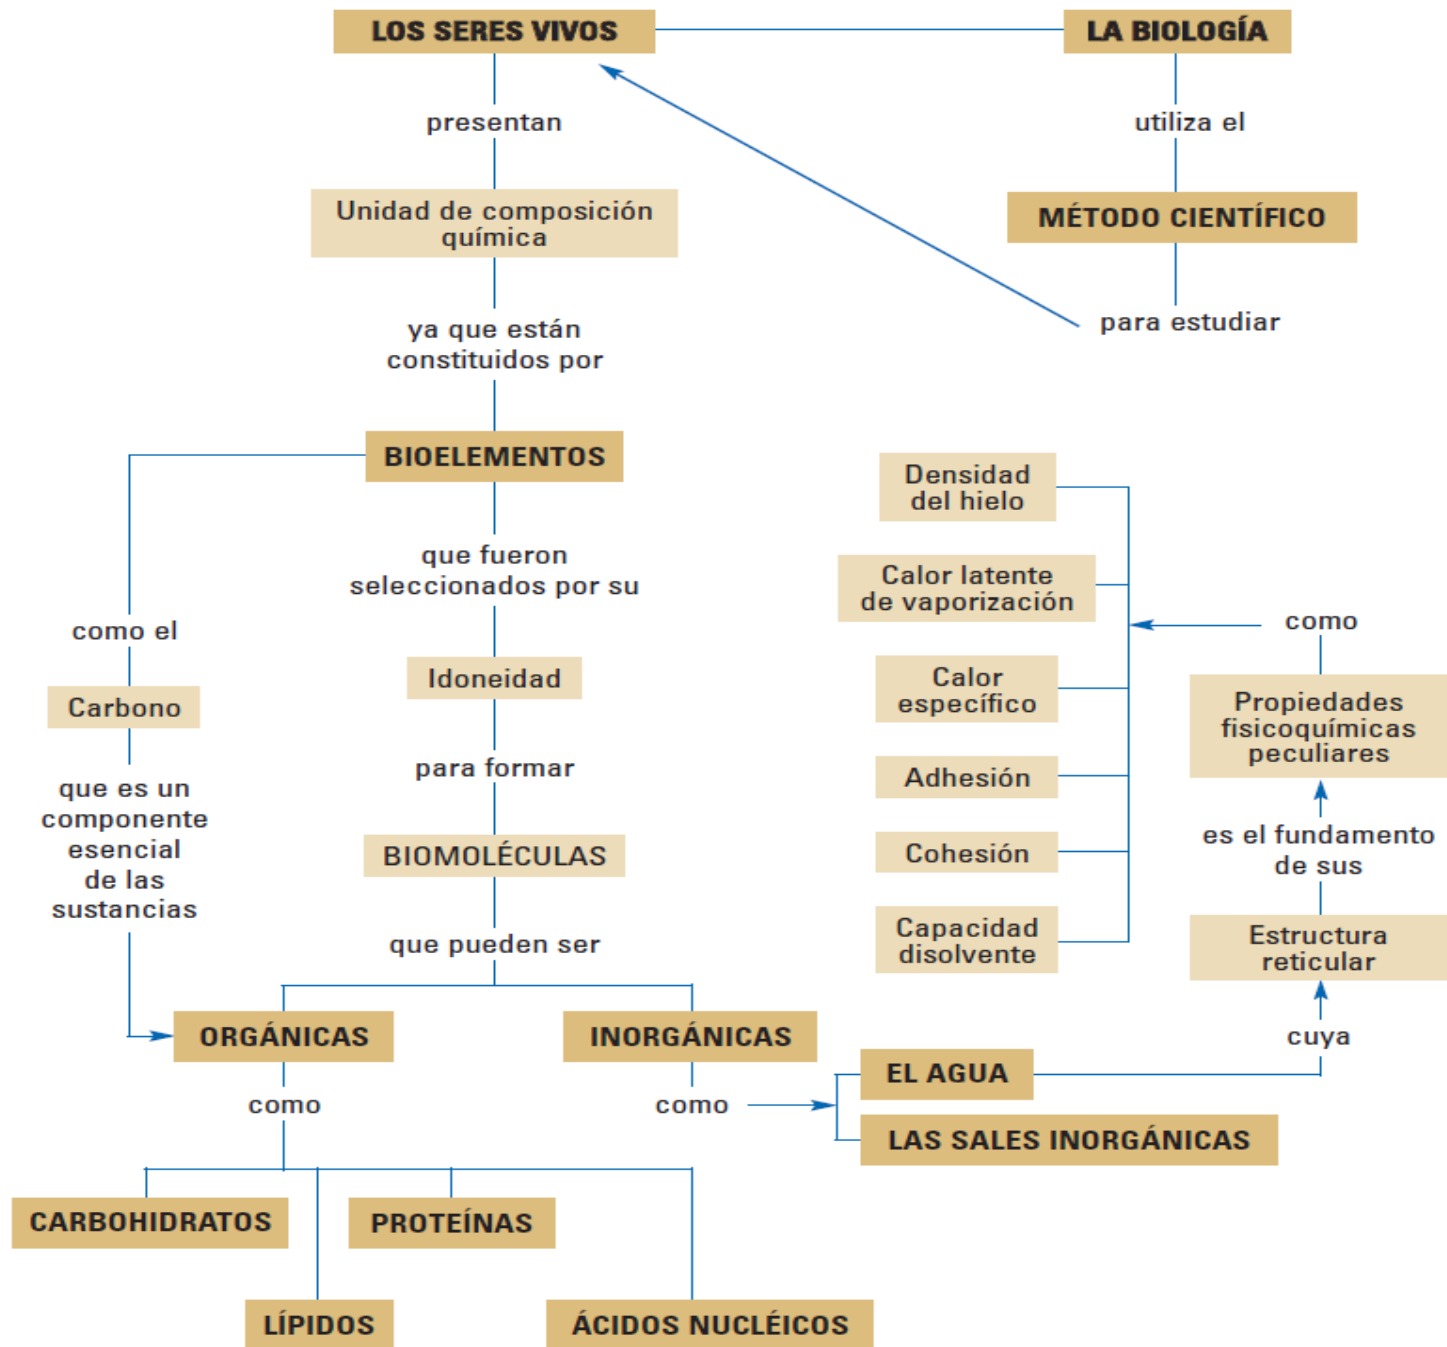 LOS SERES VIVOS
LA BIOLOGÍA
presentan
utiliza el
Unidad de composición
química
MÉTODO CIENTÍFICO
para estudiar
ya que están
constituidos por
BIOELEMENTOS
que fueron
seleccionados por su
como el
Idoneidad
Carbono
para formar
que es un
componente
esencial
de las
sustancias
BIOMOLÉCULAS
que pueden ser
ORGÁNICAS
INORGÁNICAS
como
como
EL AGUA
LAS SALES INORGÁNICAS
cuya
Estructura
reticular
es el fundamento
de sus
Propiedades
fisicoquímicas
peculiares
como
Densidad
del hielo
Calor latente
de vaporización
Calor
específico
Adhesión
Cohesión
Capacidad
disolvente
CARBOHIDRATOS
PROTEÍNAS
LÍPIDOS
ÁCIDOS NUCLÉICOS